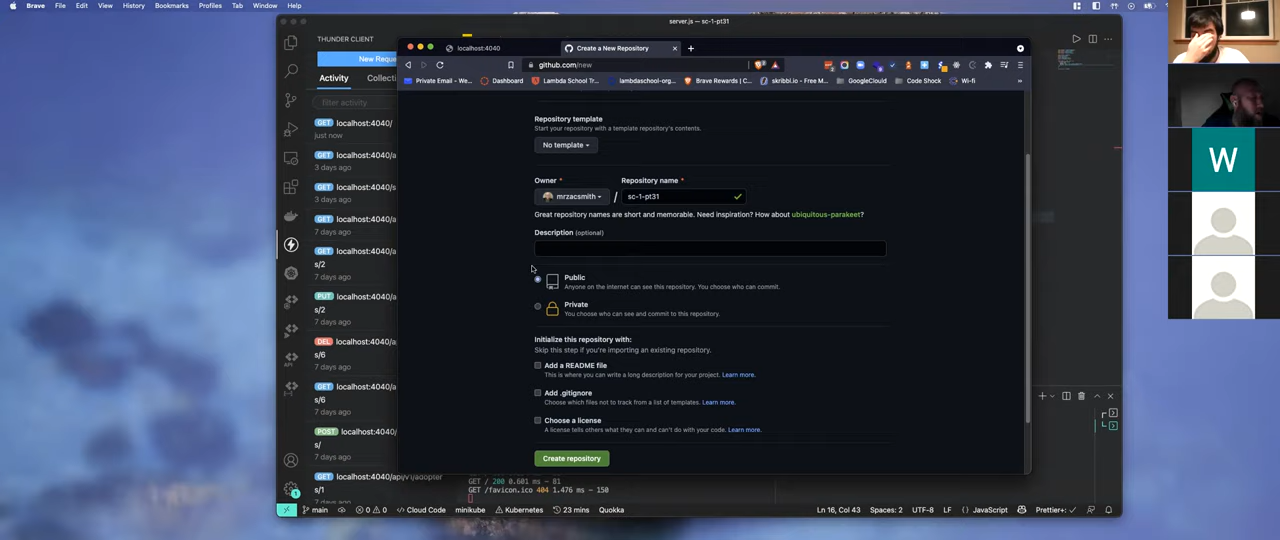 Brave File Edit View History Bookmarks Profiles Tab Window Help
server.js — sc-1-pt31
THUNDER CLIENT
New Reque
Activity Collecti
filter activity
GET localhost:4040/
just now
GET localhost:4040/a
3 days ago
GET localhost:4040/s
3 days ago
GET localhost:4040/a
7 days ago
GET localhost:4040/a
s/2
7 days ago
PUT localhost:4040/a
s/2
7 days ago
DEL localhost:4040/a
s/6
7 days ago
GET localhost:4040/a
s/6
7 days ago
POST localhost:4040/a
s/
7 days ago
GET localhost:4040/api/v1/adopter
s/1
7 days ago
localhost:4040
Create a New Repository
github.com/new
Private Email - We...
Dashboard
Lambda School Tr...
lambdaschool-org...
Brave Rewards | C...
skribbl.io - Free M...
GoogleClould
Code Shock
Wi-fi
Repository template
Start your repository with a template repository's contents.
No template
Owner * Repository name *
mrzacsmith / sc-1-pt31
Great repository names are short and memorable. Need inspiration? How about ubiquitous-parakeet?
Description (optional)
Public
Anyone on the internet can see this repository. You choose who can commit.
Private
You choose who can see and commit to this repository.
Initialize this repository with:
Skip this step if you're importing an existing repository.
Add a README file
This is where you can write a long description for your project. Learn more.
Add .gitignore
Choose which files not to track from a list of templates. Learn more.
Choose a license
A license tells others what they can and can't do with your code. Learn more.
Create repository
GET / 200 0.601 ms - 81
GET /favicon.ico 404 1.476 ms - 150
main 0 0 Cloud Code minikube Kubernetes 23 mins Quokka Ln 16, Col 43 Spaces: 2 UTF-8 LF JavaScript Prettier+
W